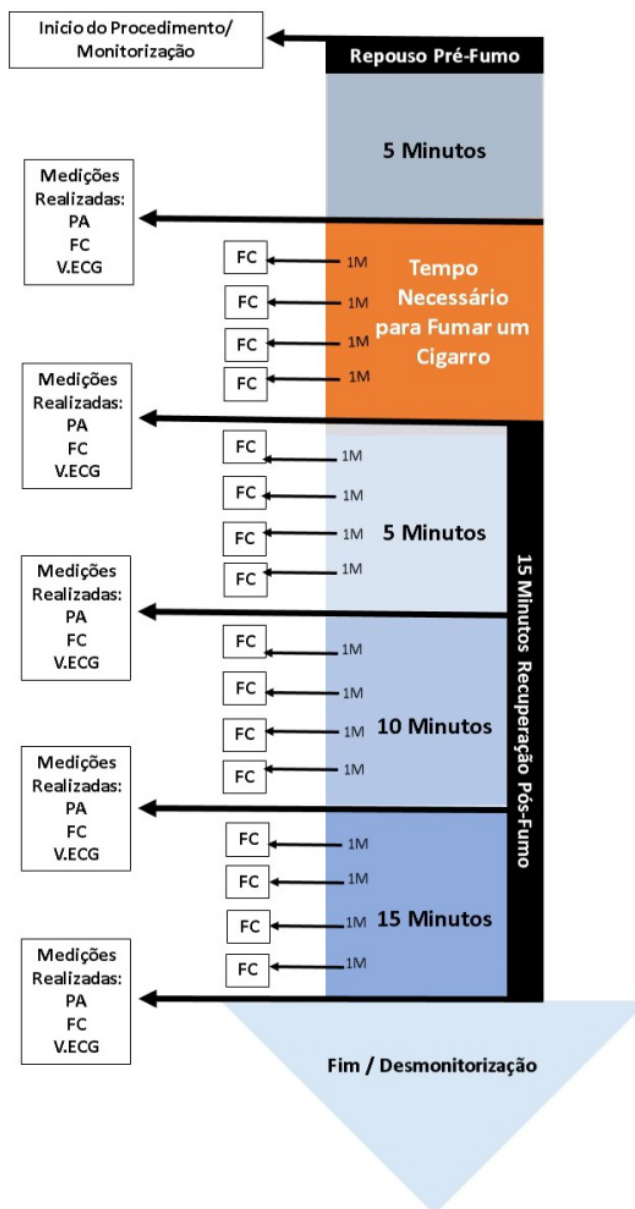 Inicio do Procedimento/
Monitorização
Repouso Pré-Fumo
5 Minutos
Medições
Realizadas:
PA
FC
V.ECG
FC
1M
FC
1M
FC
1M
FC
1M
Tempo
Necessário
para Fumar um
Cigarro
Medições
Realizadas:
PA
FC
V.ECG
FC
1M
FC
1M
FC
1M
FC
1M
5 Minutos
15 Minutos Recuperação Pós-Fumo
Medições
Realizadas:
PA
FC
V.ECG
FC
1M
FC
1M
FC
1M
FC
1M
10 Minutos
Medições
Realizadas:
PA
FC
V.ECG
FC
1M
FC
1M
FC
1M
FC
1M
15 Minutos
Medições
Realizadas:
PA
FC
V.ECG
Fim / Desmonitorização